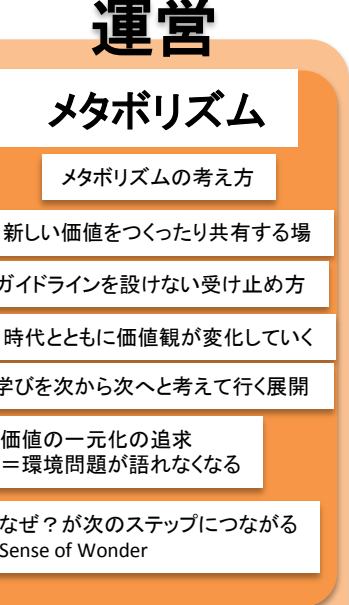 運営
メタボリズム
メタボリズムの考え方
新しい価値をつくったり共有する場
ガイドラインを設けない受け止め方
時代とともに価値観が変化していく
学びを次から次へと考えて行く展開
価値の一元化の追求
＝環境問題が語れなくなる
なぜ？が次のステップにつながる
Sense of Wonder